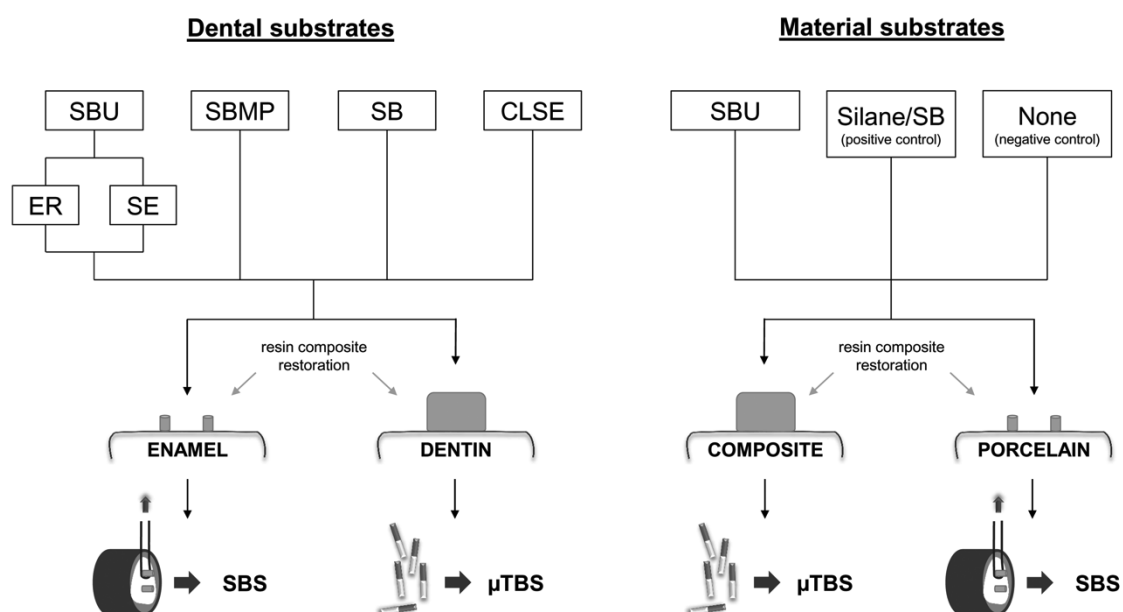 Dental substrates
SBU
SBMP
SB
CLSE
ER
SE
resin composite
restoration
ENAMEL
DENTIN
SBS
µTBS
Material substrates
SBU
Silane/SB
(positive control)
None
(negative control)
resin composite
restoration
COMPOSITE
PORCELAIN
µTBS
SBS